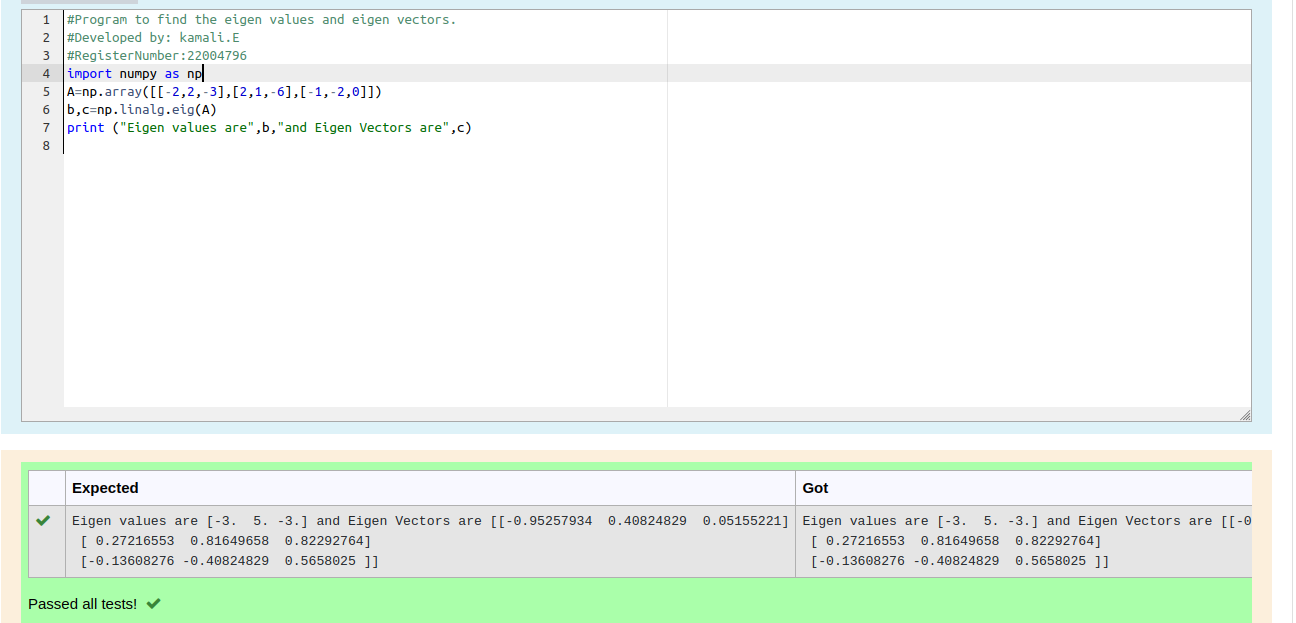 1 #Program to find the eigen values and eigen vectors.
2 #Developed by: kamali.E
3 #RegisterNumber:22004796
4 import numpy as np
5 A=np.array([[-2,2,-3],[2,1,-6],[-1,-2,0]])
6 b,c=np.linalg.eig(A)
7 print ("Eigen values are",b,"and Eigen Vectors are",c)
8
Expected Got
Eigen values are [-3.  5. -3.] and Eigen Vectors are [[-0.95257934  0.40824829  0.05155221] Eigen values are [-3.  5. -3.] and Eigen Vectors are [[-0
[ 0.27216553  0.81649658  0.82292764] [ 0.27216553  0.81649658  0.82292764]
[-0.13608276 -0.40824829  0.5658025 ]] [-0.13608276 -0.40824829  0.5658025 ]]
Passed all tests!